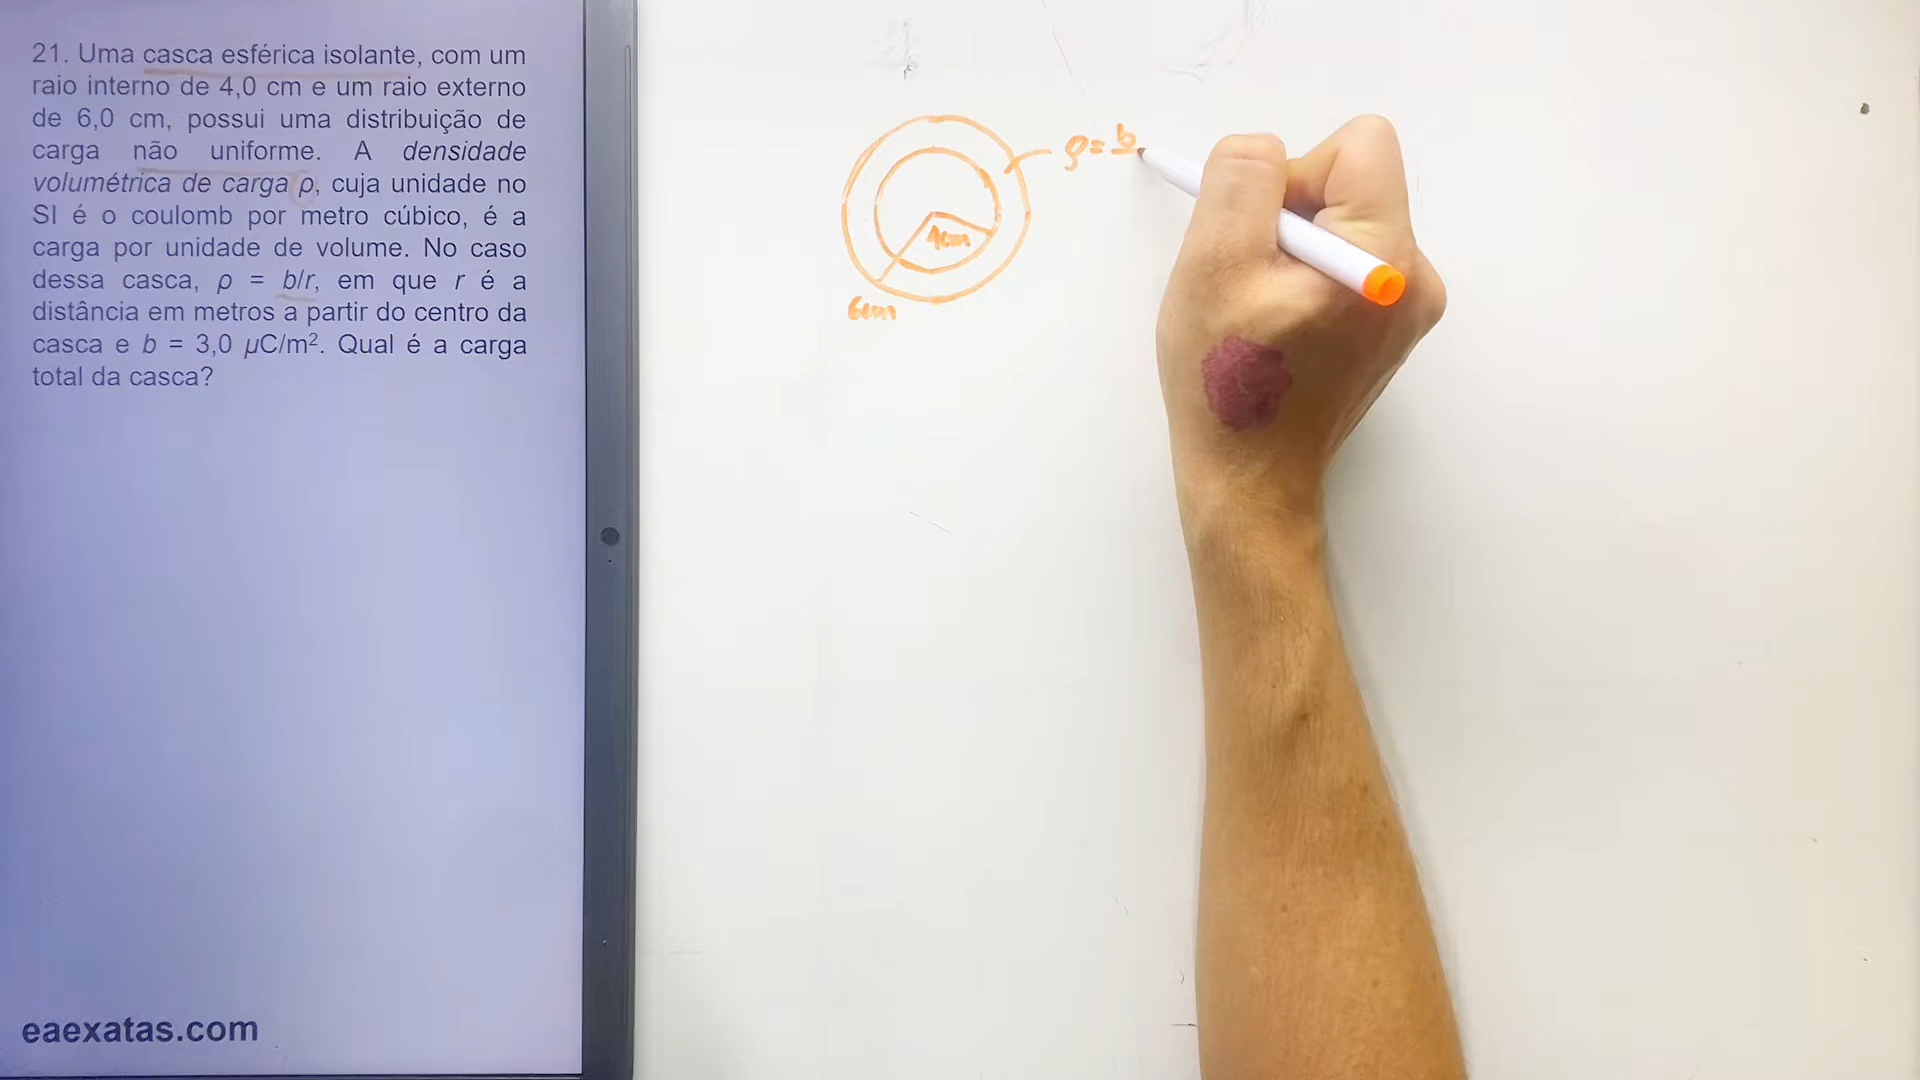 21. Uma casca esférica isolante, com um
raio interno de 4,0 cm e um raio externo
de 6,0 cm, possui uma distribuição de
carga não uniforme. A densidade
volumétrica de carga ρ, cuja unidade no
SI é o coulomb por metro cúbico, é a
carga por unidade de volume. No caso
dessa casca, ρ = b/r, em que r é a
distância em metros a partir do centro da
casca e b = 3,0 μC/m². Qual é a carga
total da casca?
eaexatas.com
ρ = b
4cm
6cm